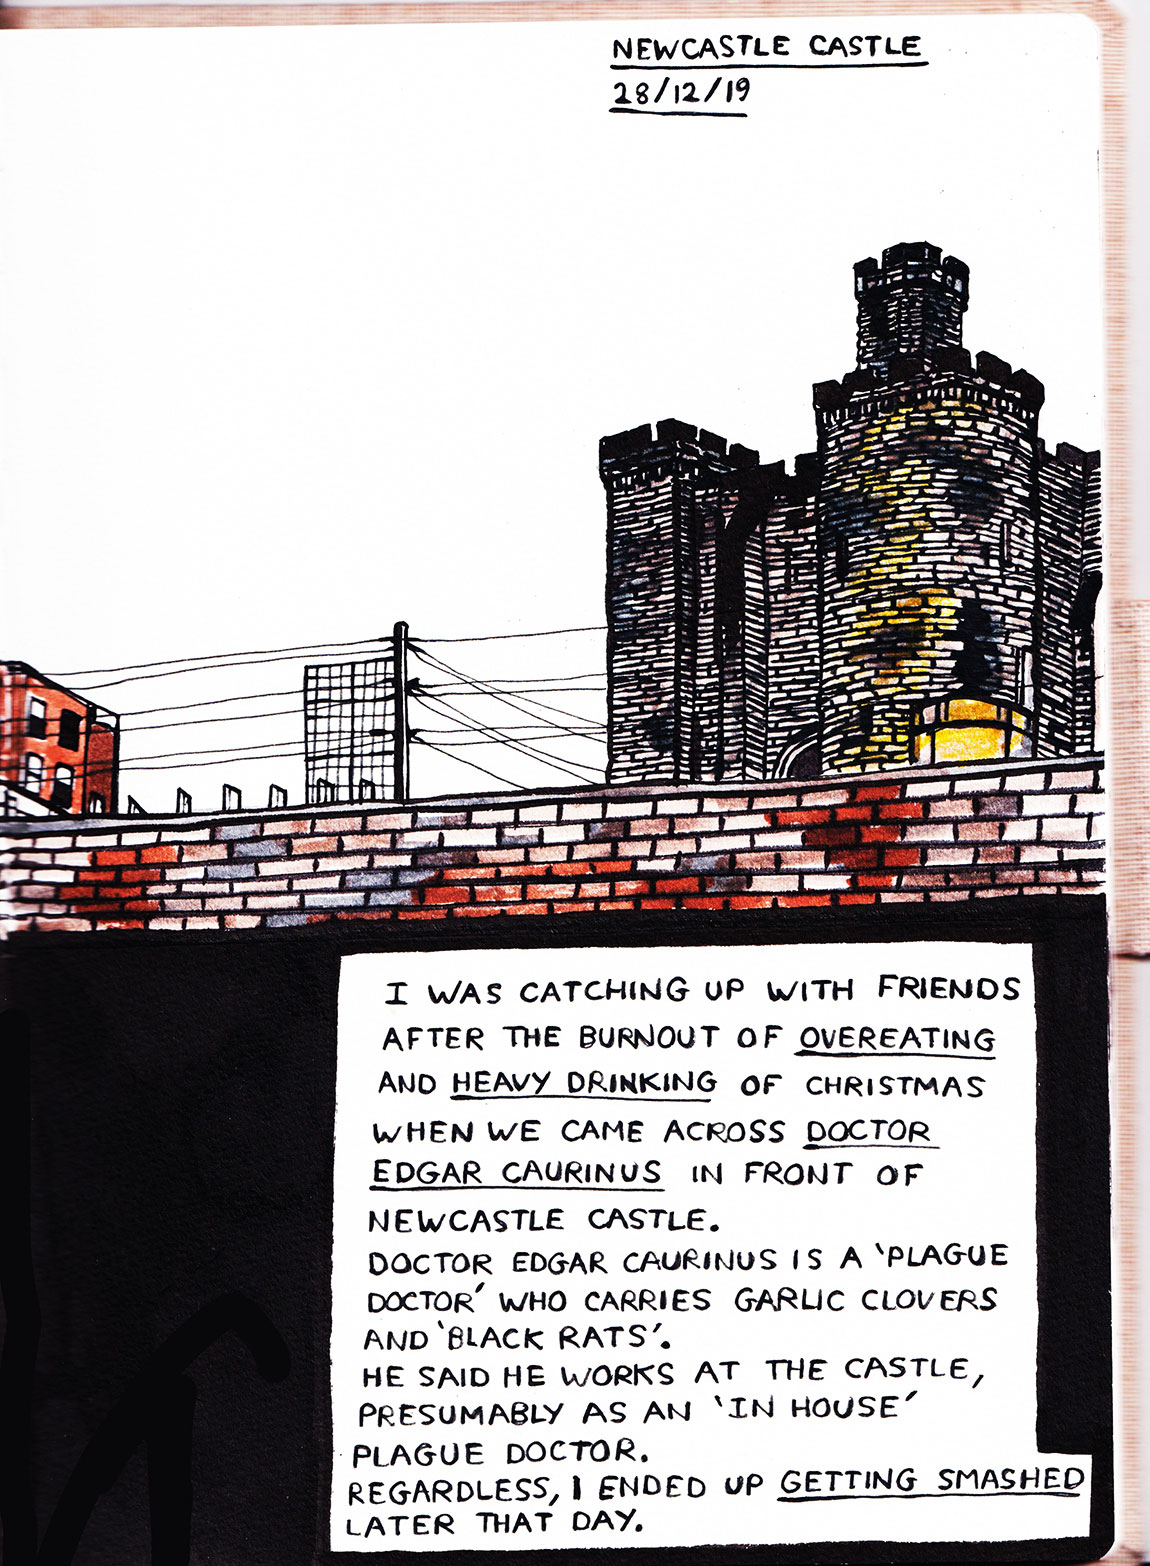 NEWCASTLE CASTLE
28/12/19
I WAS CATCHING UP WITH FRIENDS
AFTER THE BURNOUT OF OVEREATING
AND HEAVY DRINKING OF CHRISTMAS
WHEN WE CAME ACROSS DOCTOR
EDGAR CAURINUS IN FRONT OF
NEWCASTLE CASTLE.
DOCTOR EDGAR CAURINUS IS A 'PLAGUE
DOCTOR' WHO CARRIES GARLIC CLOVERS
AND 'BLACK RATS'.
HE SAID HE WORKS AT THE CASTLE,
PRESUMABLY AS AN 'IN HOUSE'
PLAGUE DOCTOR.
REGARDLESS, I ENDED UP GETTING SMASHED
LATER THAT DAY.